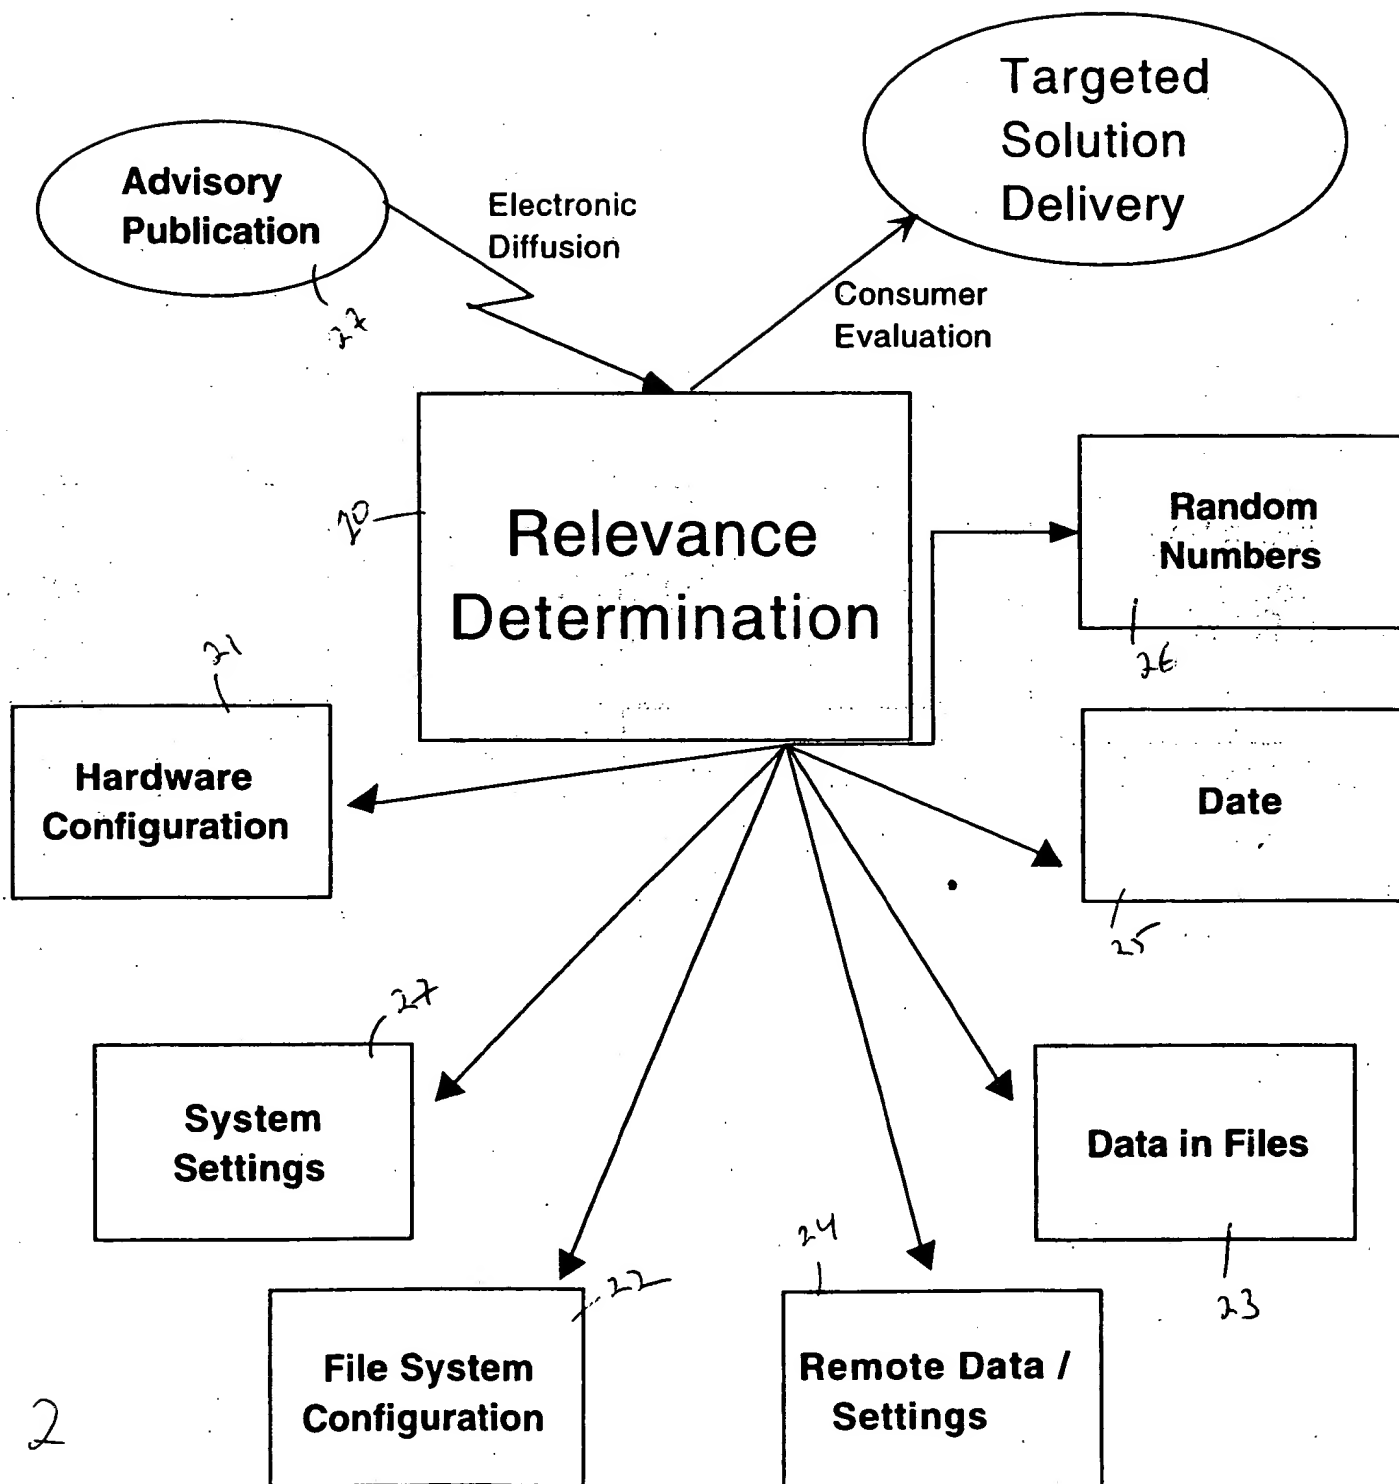 Targeted
Solution
Delivery
Advisory
Publication
27
Electronic
Diffusion
Consumer
Evaluation
20
Relevance
Determination
Random
Numbers
26
21
Hardware
Configuration
Date
25
27
System
Settings
Data in Files
23
24
22
File System
Configuration
Remote Data /
Settings
2